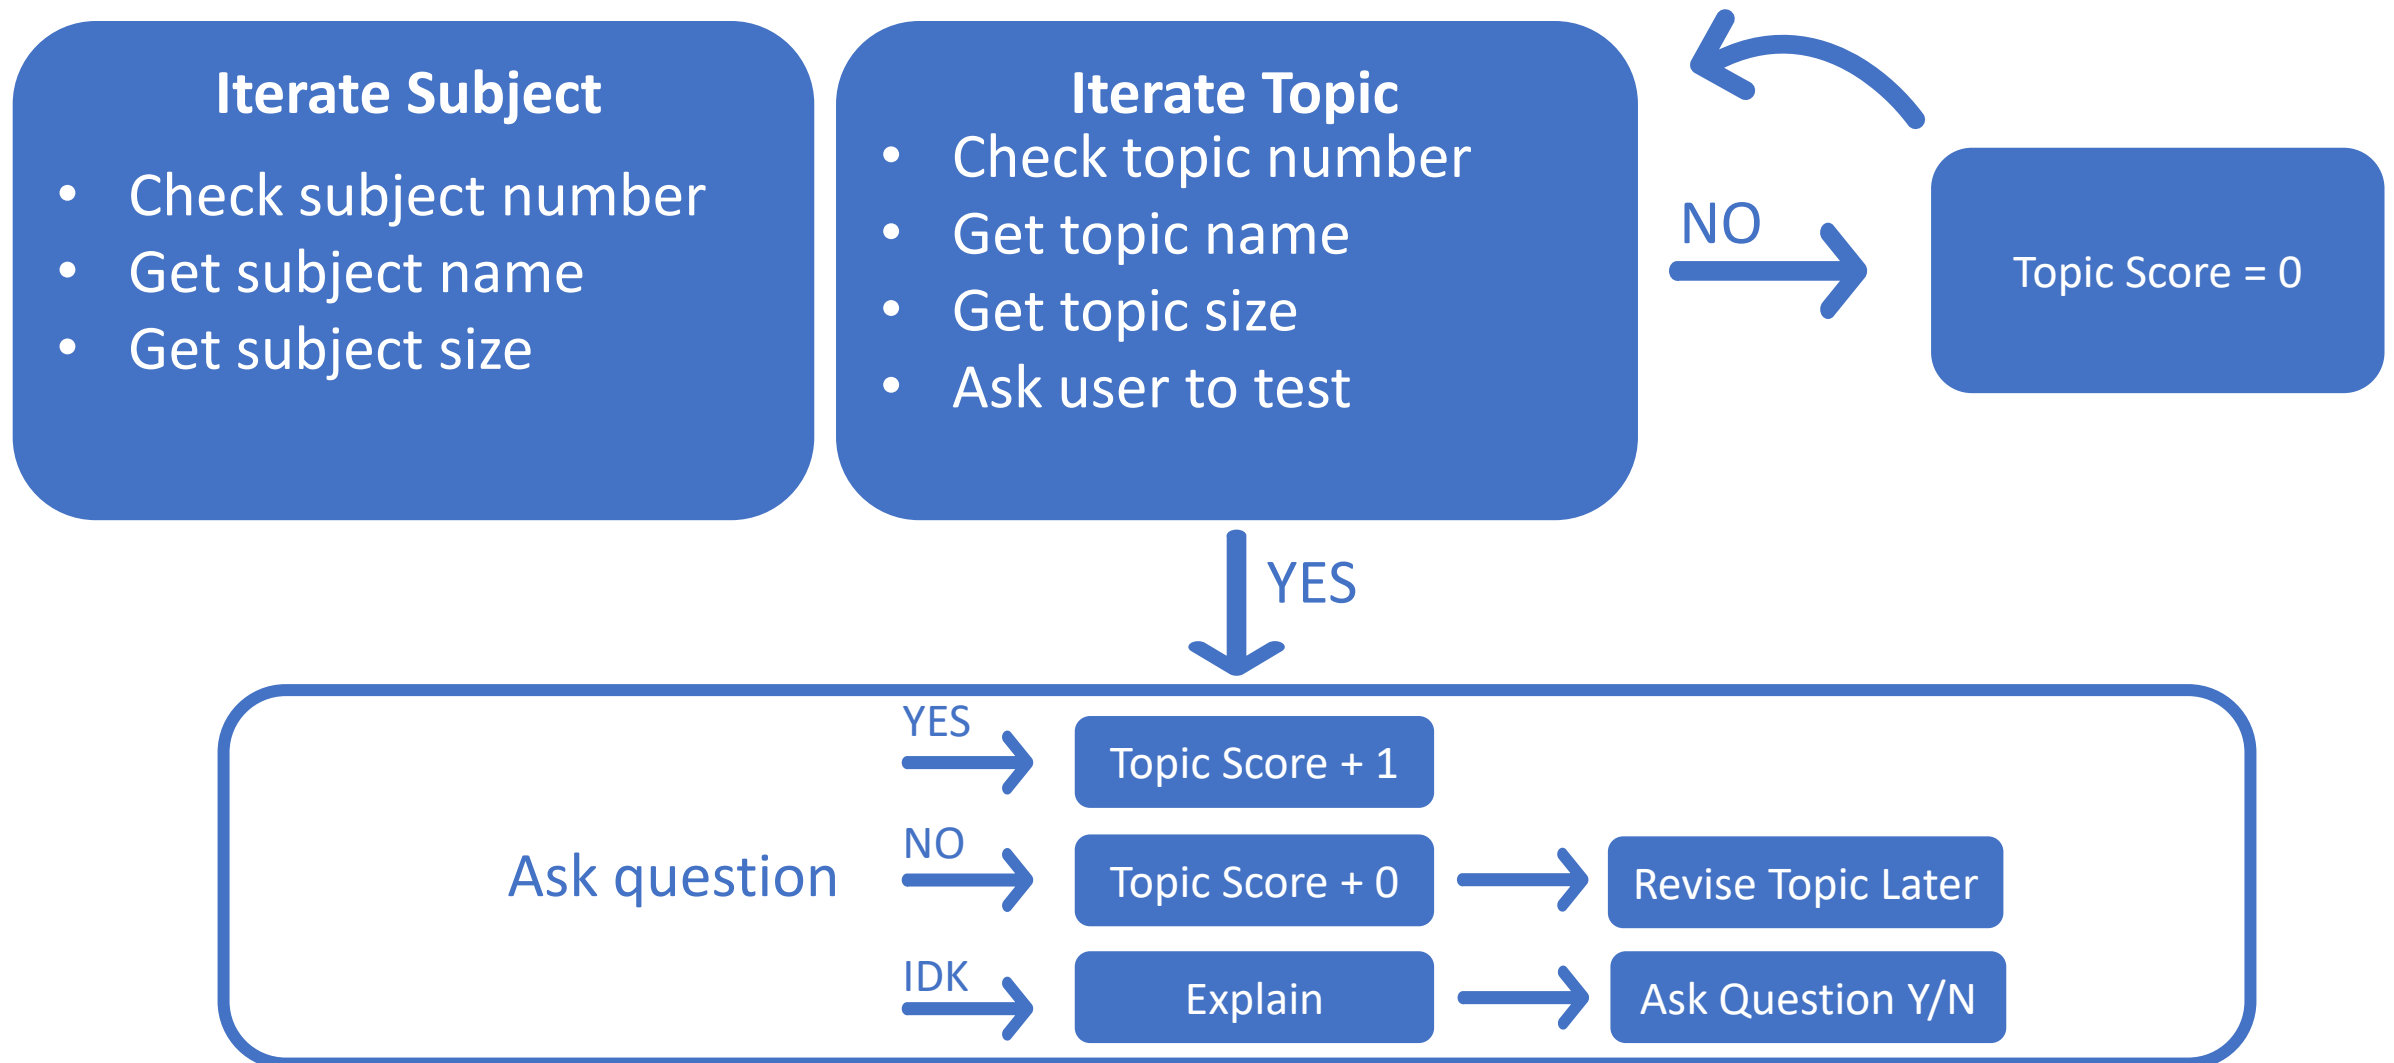 Iterate Subject
• Check subject number
• Get subject name
• Get subject size
Iterate Topic
• Check topic number
• Get topic name
• Get topic size
• Ask user to test
NO
Topic Score = 0
YES
Ask question
YES
Topic Score + 1
NO
Topic Score + 0
Revise Topic Later
IDK
Explain
Ask Question Y/N